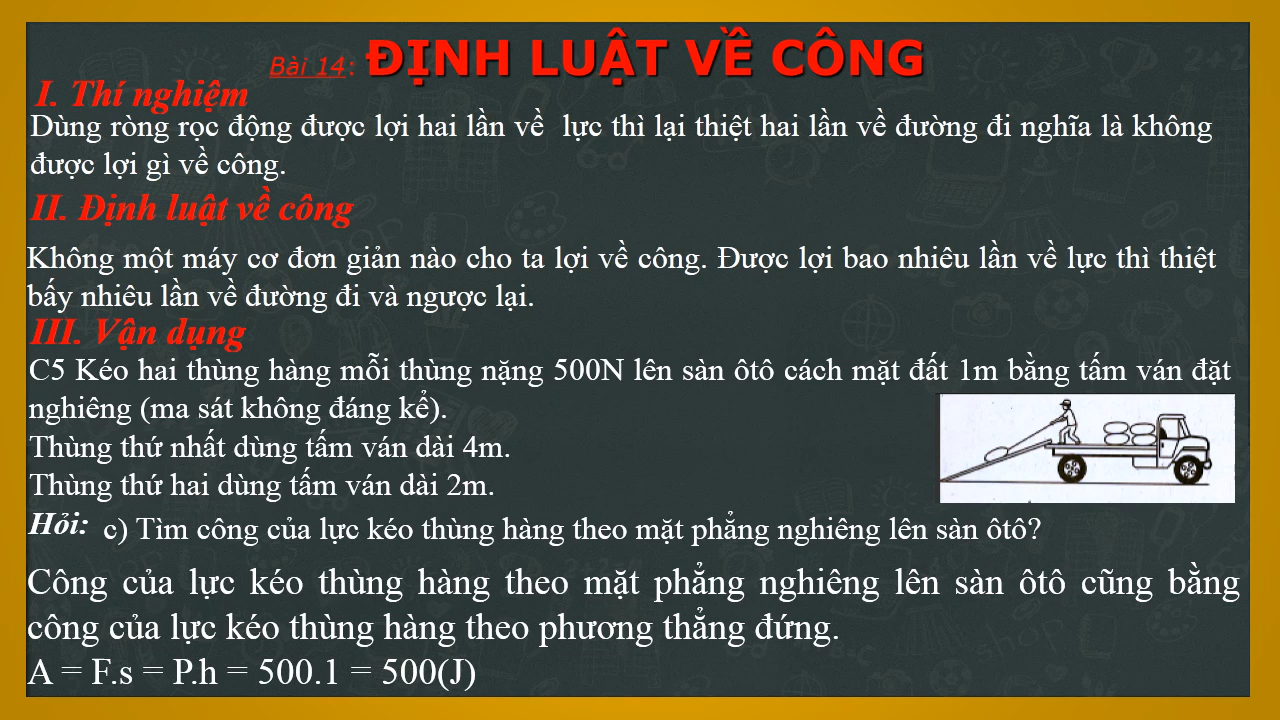 Bài 14: ĐỊNH LUẬT VỀ CÔNG
I. Thí nghiệm
Dùng ròng rọc động được lợi hai lần về lực thì lại thiệt hai lần về đường đi nghĩa là không
được lợi gì về công.
II. Định luật về công
Không một máy cơ đơn giản nào cho ta lợi về công. Được lợi bao nhiêu lần về lực thì thiệt
bấy nhiêu lần về đường đi và ngược lại.
III. Vận dụng
C5 Kéo hai thùng hàng mỗi thùng nặng 500N lên sàn ôtô cách mặt đất 1m bằng tấm ván đặt
nghiêng (ma sát không đáng kể).
Thùng thứ nhất dùng tấm ván dài 4m.
Thùng thứ hai dùng tấm ván dài 2m.
Hỏi: c) Tìm công của lực kéo thùng hàng theo mặt phẳng nghiêng lên sàn ôtô?
Công của lực kéo thùng hàng theo mặt phẳng nghiêng lên sàn ôtô cũng bằng
công của lực kéo thùng hàng theo phương thẳng đứng.
A = F.s = P.h = 500.1 = 500(J)